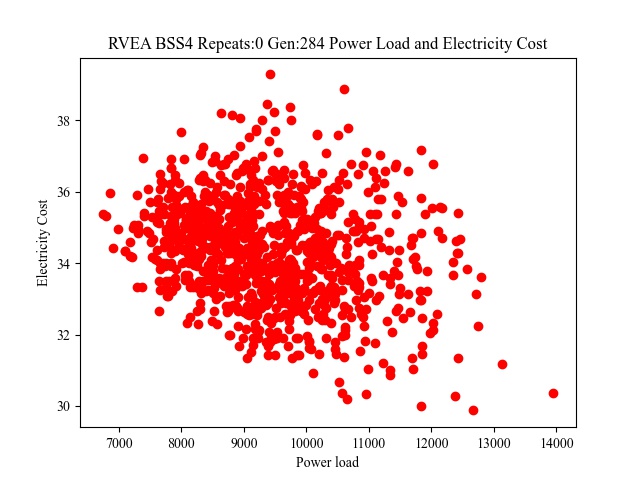 RVEA BSS4 Repeats:0 Gen:284 Power Load and Electricity Cost
Electricity Cost
38
36
34
32
30
7000 8000 9000 10000 11000 12000 13000 14000
Power load